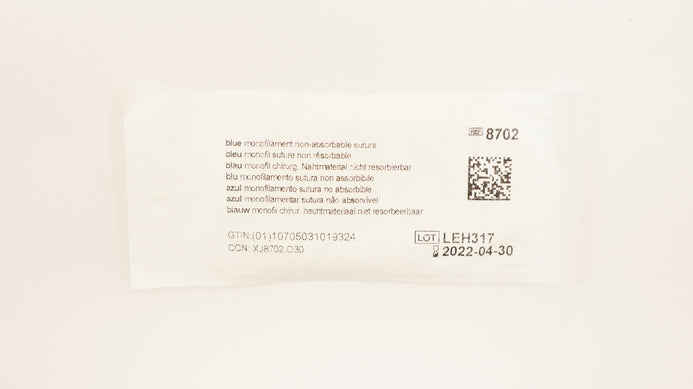 REF 8702
blue monofilament non-absorbable suture
bleu monofil suture non résorbable
blau monofil chirurg. Nahtmaterial nicht resorbierbar
blu monofilamento sutura non assorbibile
azul monofilamento sutura no absorbible
azul monofilamentar sutura não absorvível
blauw monofil chirur. hechtmateriaal niet resorbeerbaar
GTIN:(01)10705031019324
CCN: XJ8702.O30
LOT LEH317
2022-04-30